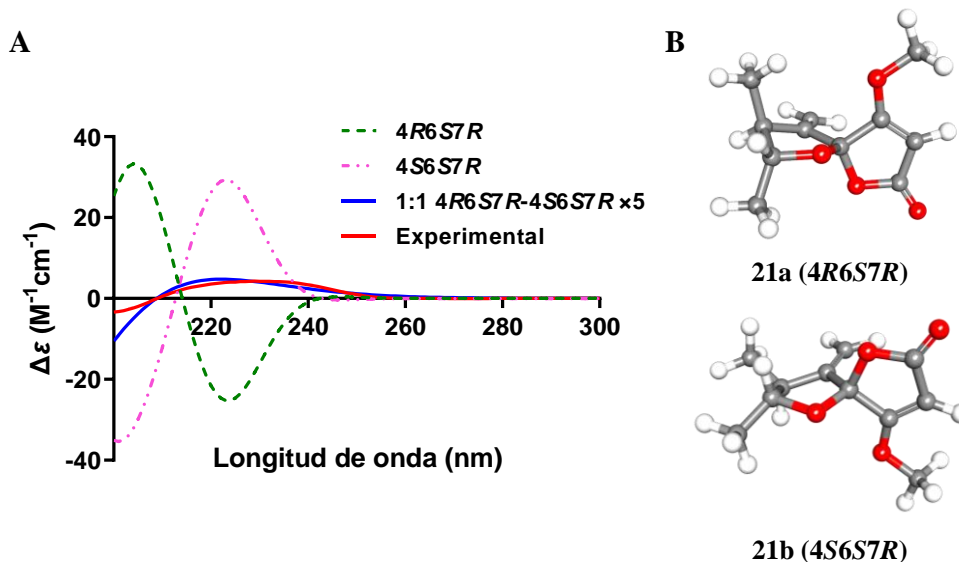 A
4R6S7R
4S6S7R
1:1 4R6S7R-4S6S7R ×5
Experimental
Δε (M⁻¹cm⁻¹)
40
20
0
-20
-40
220
240
260
280
300
Longitud de onda (nm)
B
21a (4R6S7R)
21b (4S6S7R)